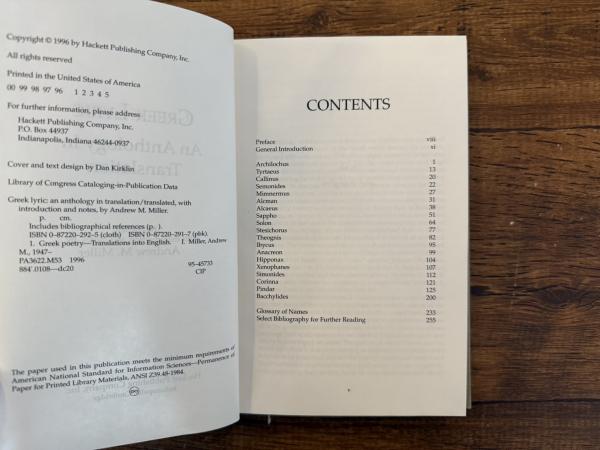 Copyright © 1996 by Hackett Publishing Company, Inc.
All rights reserved
Printed in the United States of America
00 99 98 97 96 1 2 3 4 5
For further information, please address
Hackett Publishing Company, Inc.
P.O. Box 44937
Indianapolis, Indiana 46244-0937
Cover and text design by Dan Kirklin
Library of Congress Cataloging-in-Publication Data
Greek lyric: an anthology in translation/translated, with
introduction and notes, by Andrew M. Miller.
p. cm.
Includes bibliographical references (p. ).
ISBN 0-87220-292-5 (cloth) ISBN 0-87220-291-7 (pbk).
1. Greek poetry—Translations into English. I. Miller, Andrew
M., 1947–
PA3622.M53 1996
884'.0108—dc20 95-45733
CIP
The paper used in this publication meets the minimum requirements of
American National Standard for Information Sciences—Permanence of
Paper for Printed Library Materials, ANSI Z39.48-1984.
CONTENTS
Preface viii
General Introduction xi
Archilochus 1
Tyrtaeus 13
Callinus 20
Semonides 22
Mimnermus 27
Alcman 31
Alcaeus 38
Sappho 51
Solon 64
Stesichorus 77
Theognis 82
Ibycus 95
Anacreon 99
Hipponax 104
Xenophanes 107
Simonides 112
Corinna 121
Pindar 125
Bacchylides 200
Glossary of Names 233
Select Bibliography for Further Reading 255
v